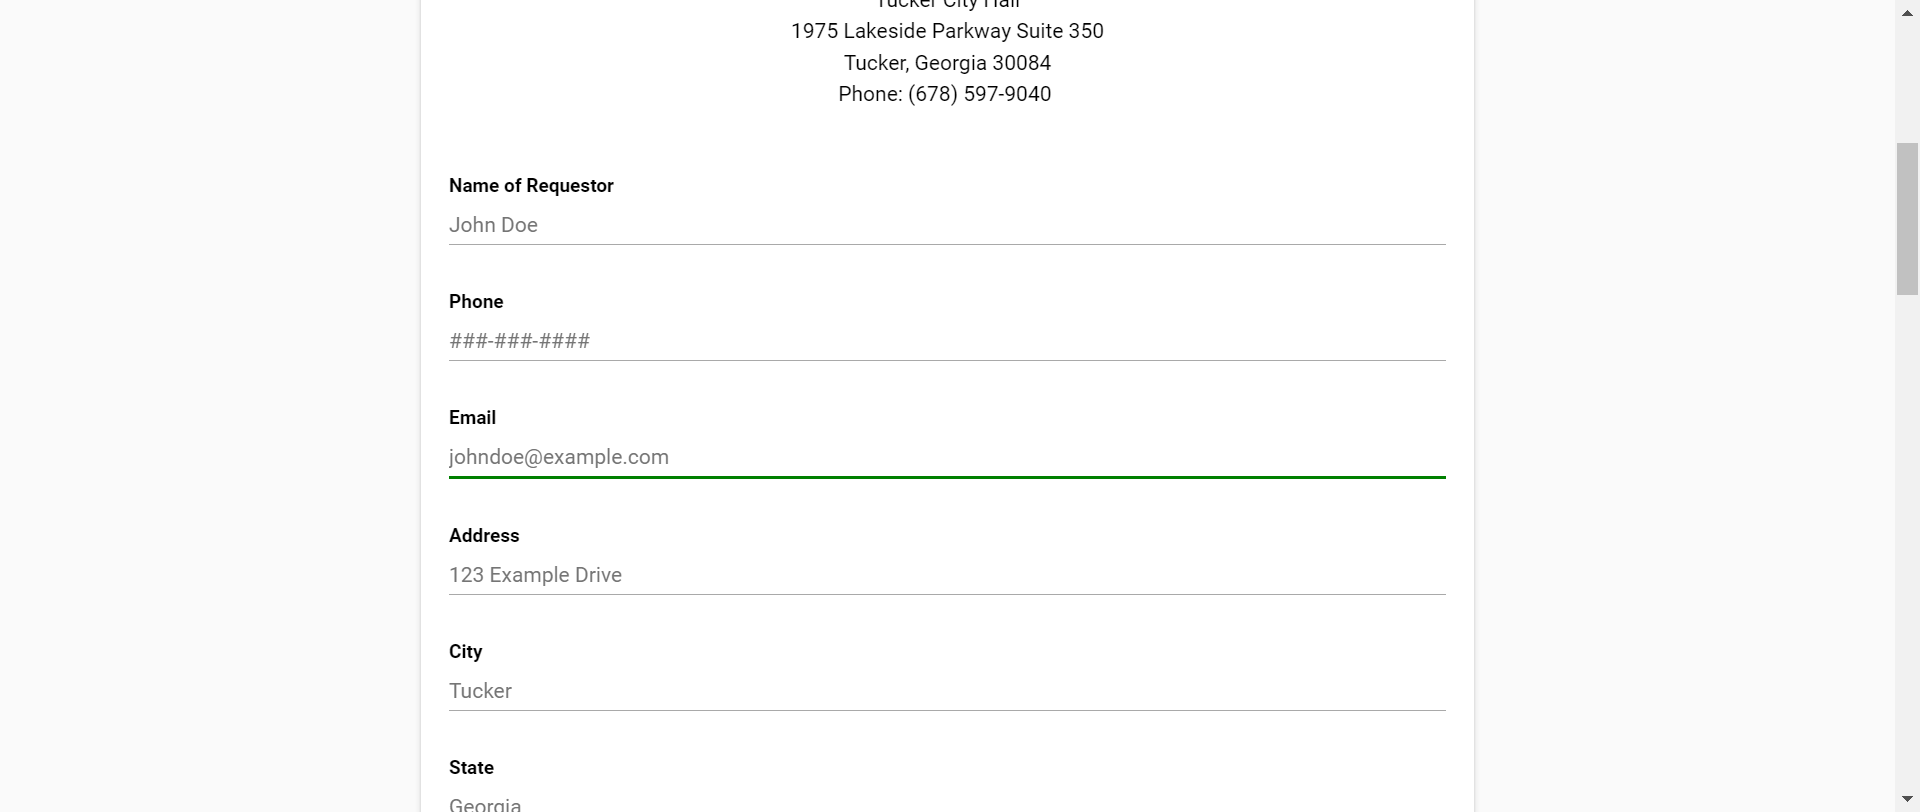 Tucker City Hall
1975 Lakeside Parkway Suite 350
Tucker, Georgia 30084
Phone: (678) 597-9040
Name of Requestor
John Doe
Phone
###-###-####
Email
johndoe@example.com
Address
123 Example Drive
City
Tucker
State
Georgia